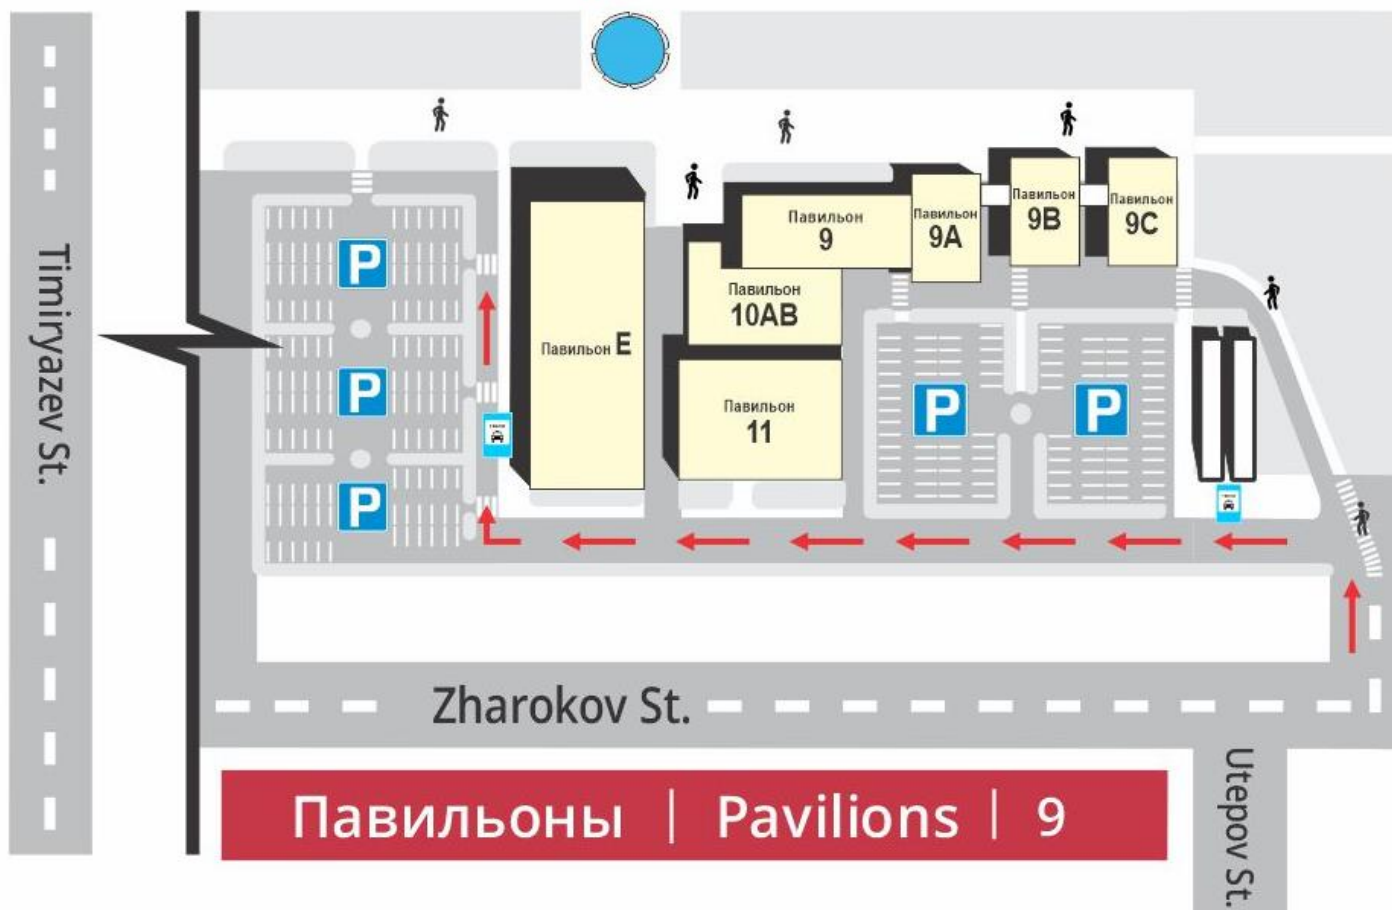 Timiryazev St.
P
P
P
Павильон E
Павильон
9
Павильон
9A
Павильон
9B
Павильон
9C
Павильон
10AB
Павильон
11
P
P
Zharokov St.
Utepov St.
Павильоны | Pavilions | 9